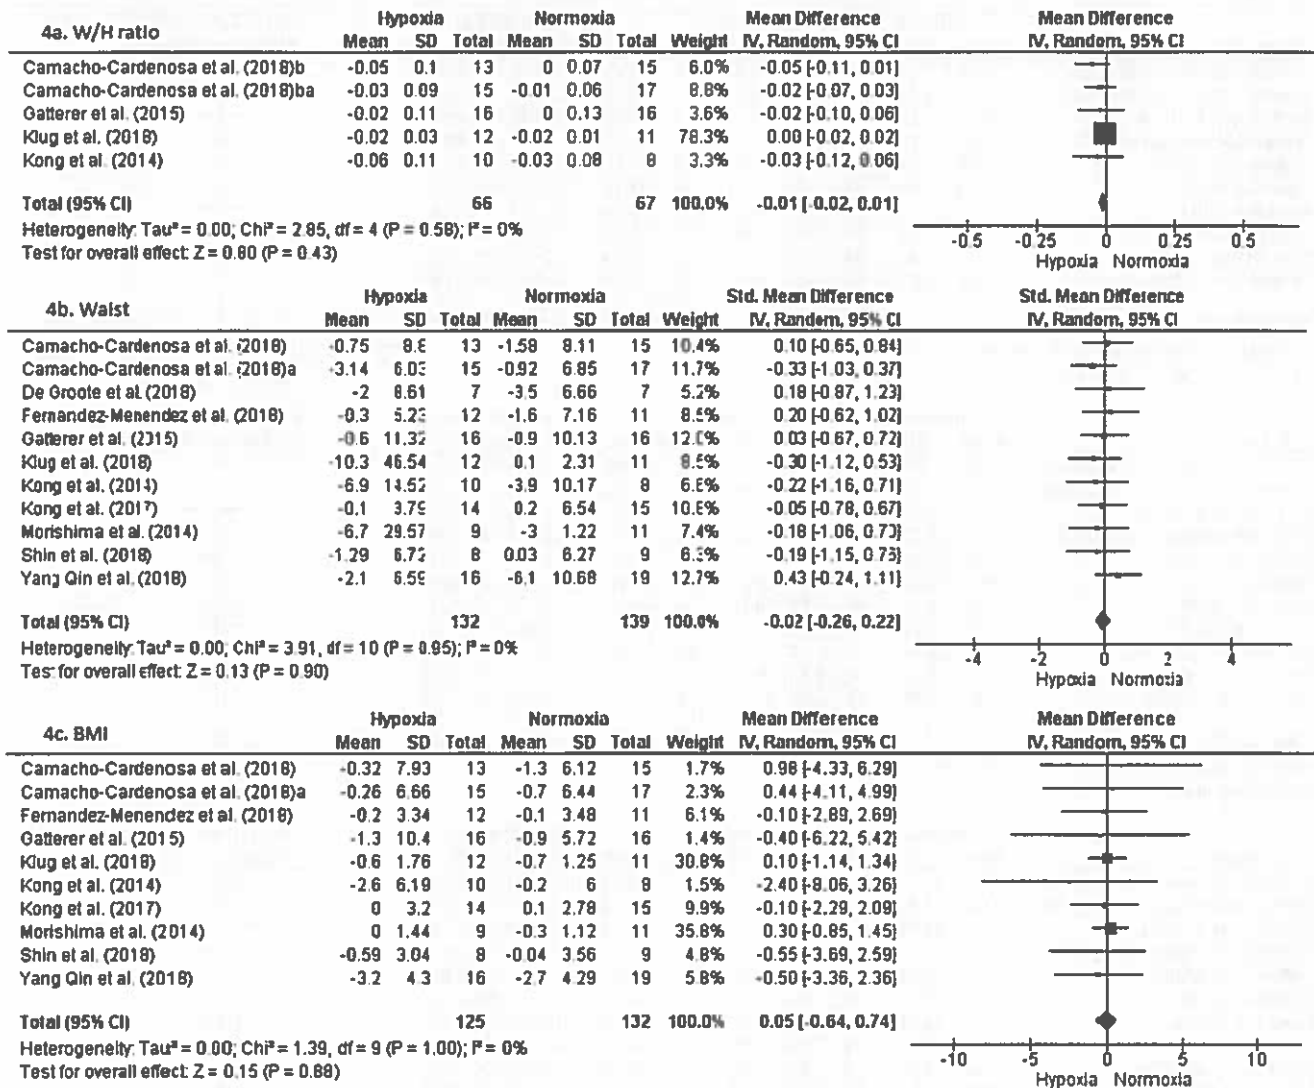 4a. W/H ratio Hypoxia Normoxia Mean Difference Mean Difference
Mean SD Total Mean SD Total Weight IV, Random, 95% CI IV, Random, 95% CI
Camacho-Cardenosa et al. (2018)b -0.05 0.1 13 0 0.07 15 6.0% -0.05 [-0.11, 0.01]
Camacho-Cardenosa et al. (2018)ba -0.03 0.09 15 -0.01 0.06 17 8.8% -0.02 [-0.07, 0.03]
Gatterer et al. (2015) -0.02 0.11 16 0 0.13 16 3.6% -0.02 [-0.10, 0.06]
Klug et al. (2018) -0.02 0.03 12 -0.02 0.01 11 78.3% 0.00 [-0.02, 0.02]
Kong et al. (2014) -0.06 0.11 10 -0.03 0.08 8 3.3% -0.03 [-0.12, 0.06]
Total (95% CI) 66 67 100.0% -0.01 [-0.02, 0.01]
Heterogeneity: Tau² = 0.00; Chi² = 2.85, df = 4 (P = 0.58); I² = 0%
Test for overall effect: Z = 0.80 (P = 0.43)
-0.5 -0.25 0 0.25 0.5
Hypoxia Normoxia
4b. Waist Hypoxia Normoxia Std. Mean Difference Std. Mean Difference
Mean SD Total Mean SD Total Weight IV, Random, 95% CI IV, Random, 95% CI
Camacho-Cardenosa et al. (2018) -0.75 8.8 13 -1.58 8.11 15 10.4% 0.10 [-0.65, 0.84]
Camacho-Cardenosa et al. (2018)a -3.14 6.03 15 -0.92 6.85 17 11.7% -0.33 [-1.03, 0.37]
De Groote et al. (2018) -2 8.61 7 -3.5 6.66 7 5.2% 0.18 [-0.87, 1.23]
Fernandez-Menendez et al. (2018) -0.3 5.23 12 -1.6 7.16 11 8.5% 0.20 [-0.62, 1.02]
Gatterer et al. (2015) -0.6 11.32 16 -0.9 10.13 16 12.0% 0.03 [-0.67, 0.72]
Klug et al. (2018) -10.3 46.54 12 0.1 2.31 11 8.5% -0.30 [-1.12, 0.53]
Kong et al. (2014) -6.9 14.52 10 -3.9 10.17 8 6.6% -0.22 [-1.16, 0.71]
Kong et al. (2017) -0.1 3.79 14 0.2 6.54 15 10.8% -0.05 [-0.78, 0.67]
Morishima et al. (2014) -6.7 29.57 9 -3 1.22 11 7.4% -0.18 [-1.06, 0.70]
Shin et al. (2018) -1.29 6.72 8 0.03 6.27 9 -0.19 [-1.15, 0.76]
Yang Qin et al. (2018) -2.1 6.59 16 -6.1 10.68 19 12.7% 0.43 [-0.24, 1.11]
Total (95% CI) 132 139 100.0% -0.02 [-0.26, 0.22]
Heterogeneity: Tau² = 0.00; Chi² = 3.91, df = 10 (P = 0.95); I² = 0%
Test for overall effect: Z = 0.13 (P = 0.90)
-4 -2 0 2 4
Hypoxia Normoxia
4c. BMI Hypoxia Normoxia Mean Difference Mean Difference
Mean SD Total Mean SD Total Weight IV, Random, 95% CI IV, Random, 95% CI
Camacho-Cardenosa et al. (2018) -0.32 7.93 13 -1.3 6.12 15 1.7% 0.98 [-4.33, 6.29]
Camacho-Cardenosa et al. (2018)a -0.26 6.66 15 -0.7 6.44 17 2.3% 0.44 [-4.11, 4.99]
Fernandez-Menendez et al. (2018) -0.2 3.34 12 -0.1 3.48 11 6.1% -0.10 [-2.89, 2.69]
Gatterer et al. (2015) -1.3 10.4 16 -0.9 5.72 16 1.4% -0.40 [-6.22, 5.42]
Klug et al. (2018) -0.6 1.76 12 -0.7 1.25 11 30.8% 0.10 [-1.14, 1.34]
Kong et al. (2014) -2.6 6.19 10 -0.2 6 8 1.5% -2.40 [-8.06, 3.26]
Kong et al. (2017) 0 3.2 14 0.1 2.78 15 9.9% -0.10 [-2.29, 2.09]
Morishima et al. (2014) 0 1.44 9 -0.3 1.12 11 35.8% 0.30 [-0.85, 1.45]
Shin et al. (2018) -0.59 3.04 8 -0.04 3.56 9 4.8% -0.55 [-3.69, 2.59]
Yang Qin et al. (2018) -3.2 4.3 16 -2.7 4.29 19 5.8% -0.50 [-3.36, 2.36]
Total (95% CI) 125 132 100.0% 0.05 [-0.64, 0.74]
Heterogeneity: Tau² = 0.00; Chi² = 1.39, df = 9 (P = 1.00); I² = 0%
Test for overall effect: Z = 0.15 (P = 0.88)
-10 -5 0 5 10
Hypoxia Normoxia